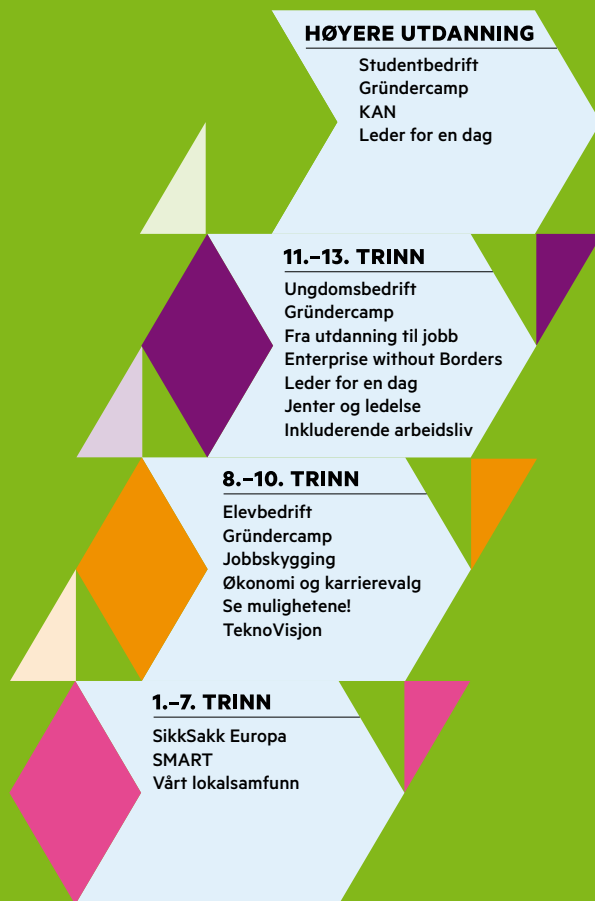 HØYERE UTDANNING
Studentbedrift
Gründercamp
KAN
Leder for en dag
11.–13. TRINN
Ungdomsbedrift
Gründercamp
Fra utdanning til jobb
Enterprise without Borders
Leder for en dag
Jenter og ledelse
Inkluderende arbeidsliv
8.–10. TRINN
Elevbedrift
Gründercamp
Jobbskygging
Økonomi og karrierevalg
Se mulighetene!
TeknoVisjon
1.–7. TRINN
SikkSakk Europa
SMART
Vårt lokalsamfunn